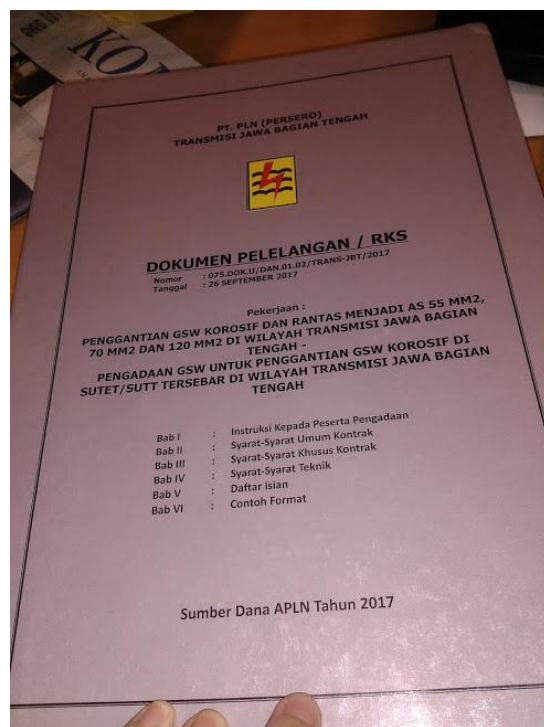 KO
PT. PLN (PERSERO)
TRANSMISI JAWA BAGIAN TENGAH
DOKUMEN PELELANGAN / RKS
Nomor : 075.DOK.U/DAN.01.02/TRANS-JBT/2017
Tanggal : 26 SEPTEMBER 2017
Pekerjaan :
PENGGANTIAN GSW KOROSIF DAN RANTAS MENJADI AS 55 MM2,
70 MM2 DAN 120 MM2 DI WILAYAH TRANSMISI JAWA BAGIAN
TENGAH -
PENGADAAN GSW UNTUK PENGGANTIAN GSW KOROSIF DI
SUTET/SUTT TERSEBAR DI WILAYAH TRANSMISI JAWA BAGIAN
TENGAH
Bab I : Instruksi Kepada Peserta Pengadaan
Bab II : Syarat-Syarat Umum Kontrak
Bab III : Syarat-Syarat Khusus Kontrak
Bab IV : Syarat-Syarat Teknik
Bab V : Daftar Isian
Bab VI : Contoh Format
Sumber Dana APLN Tahun 2017